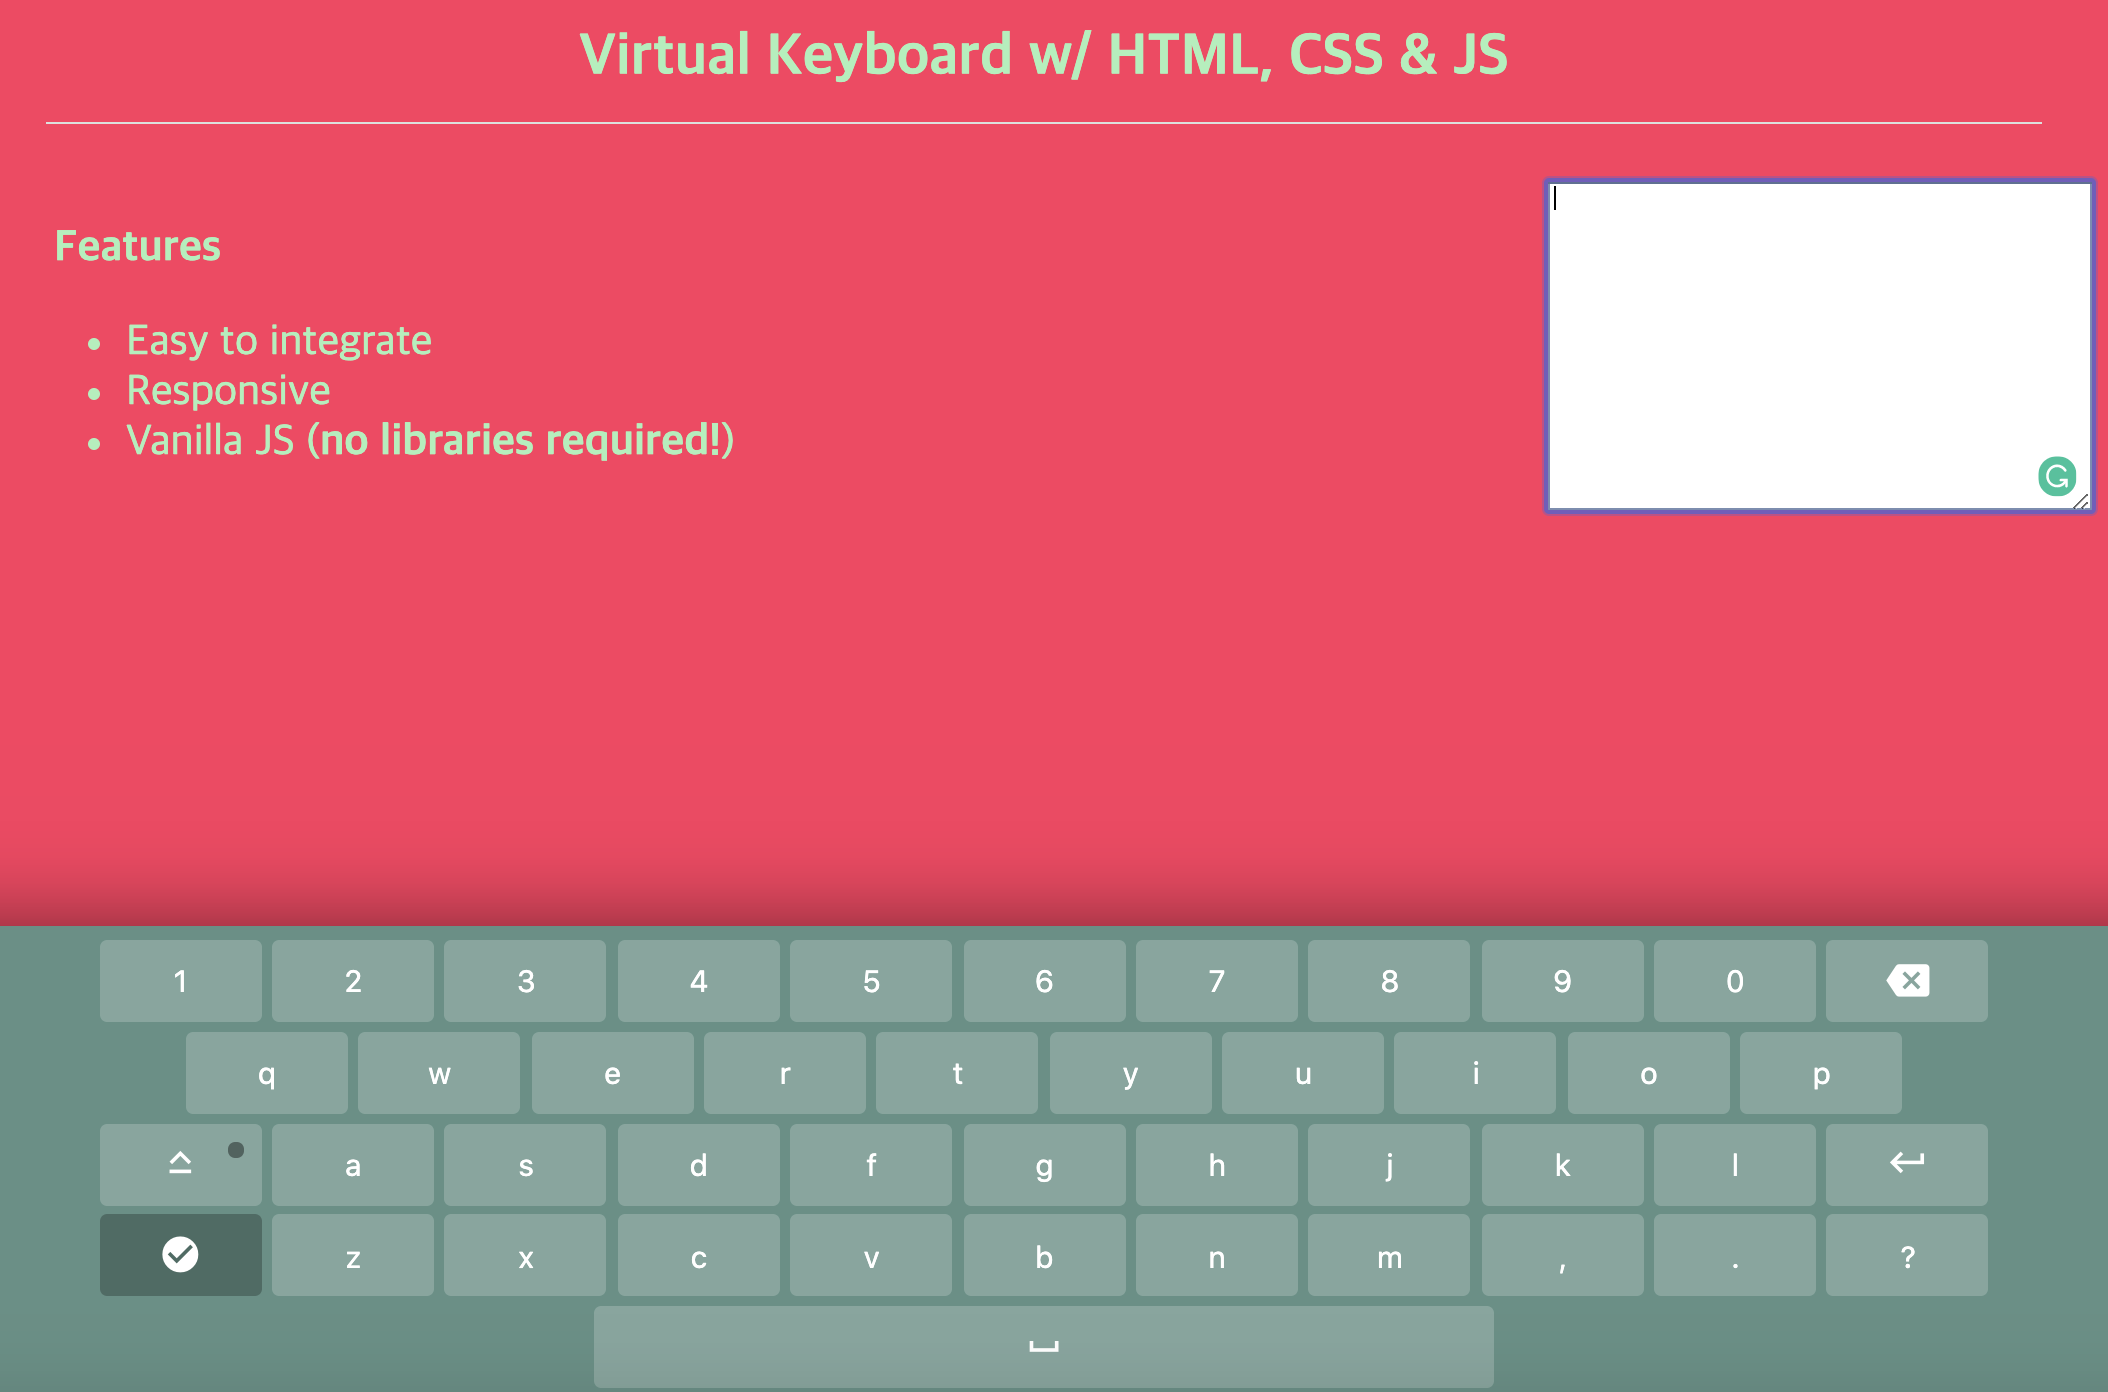 Virtual Keyboard w/ HTML, CSS & JS
Features
Easy to integrate
Responsive
Vanilla JS (no libraries required!)
1 2 3 4 5 6 7 8 9 0
q w e r t y u i o p
a s d f g h j k l
z x c v b n m , . ?